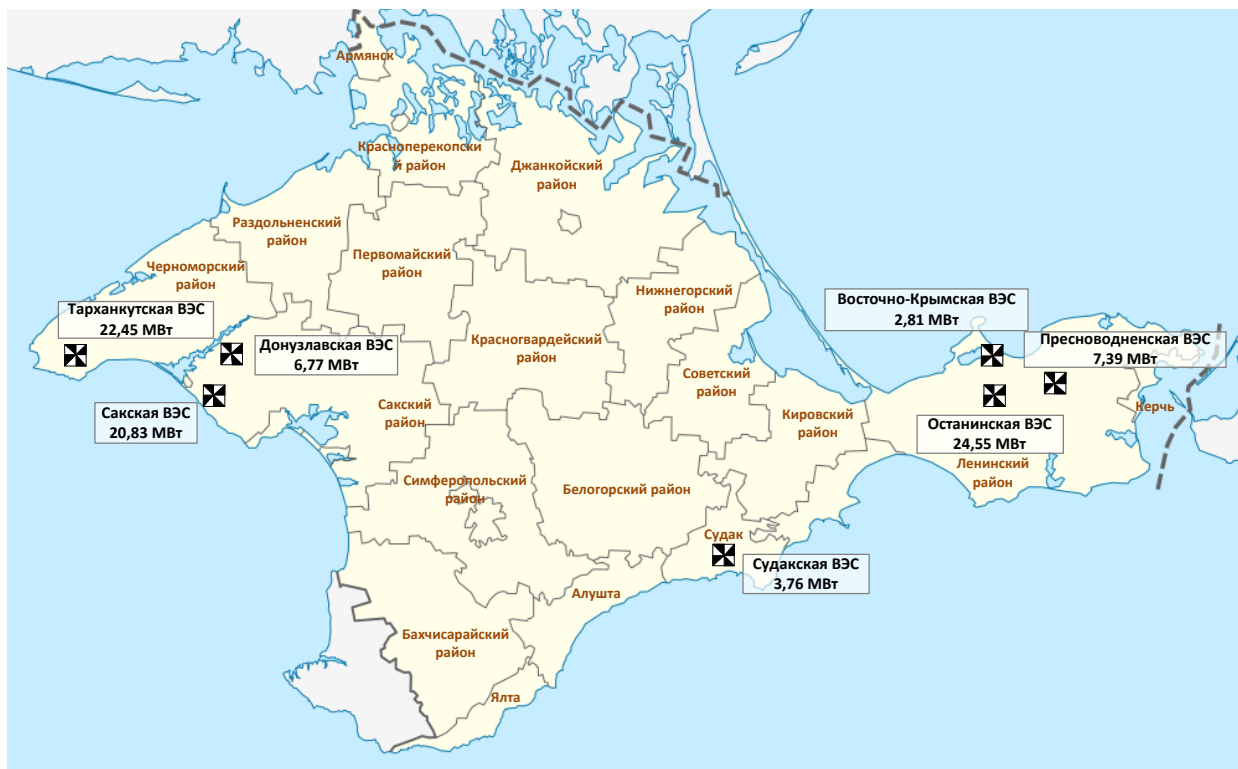 Армянск
Красноперекопски
й район
Джанкойский
район
Раздольненский
район
Первомайский
район
Черноморский
район
Нижнегорский
район
Тарханкутская ВЭС
22,45 МВт
Восточно-Крымская ВЭС
2,81 МВт
Донузлавская ВЭС
6,77 МВт
Красногвардейский
район
Пресноводненская ВЭС
7,39 МВт
Советский
район
Сакская ВЭС
20,83 МВт
Сакский
район
Кировский
район
Керчь
Останинская ВЭС
24,55 МВт
Ленинский
район
Симферопольский
район
Белогорский район
Судак
Судакская ВЭС
3,76 МВт
Алушта
Бахчисарайский
район
Ялта